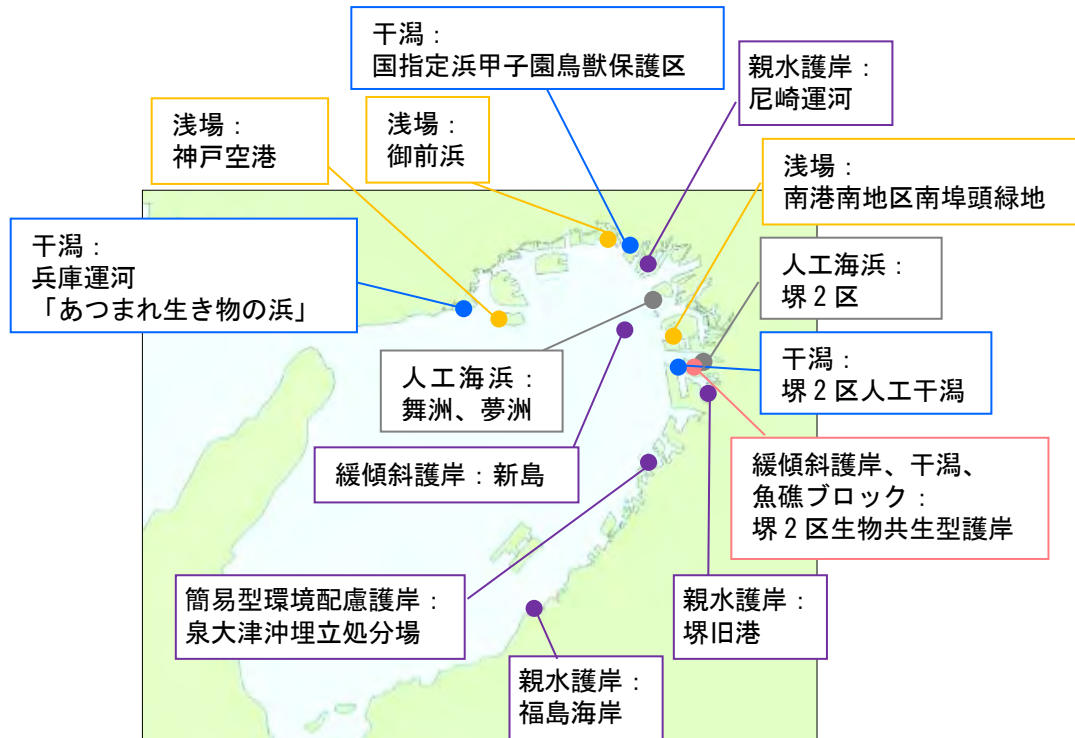 干潟：
国指定浜甲子園鳥獣保護区
親水護岸：
尼崎運河
浅場：
神戸空港
浅場：
御前浜
浅場：
南港南地区南埠頭緑地
干潟：
兵庫運河
「あつまれ生き物の浜」
人工海浜：
堺２区
人工海浜：
舞洲、夢洲
干潟：
堺２区人工干潟
緩傾斜護岸：新島
緩傾斜護岸、干潟、
魚礁ブロック：
堺２区生物共生型護岸
簡易型環境配慮護岸：
泉大津沖埋立処分場
親水護岸：
堺旧港
親水護岸：
福島海岸